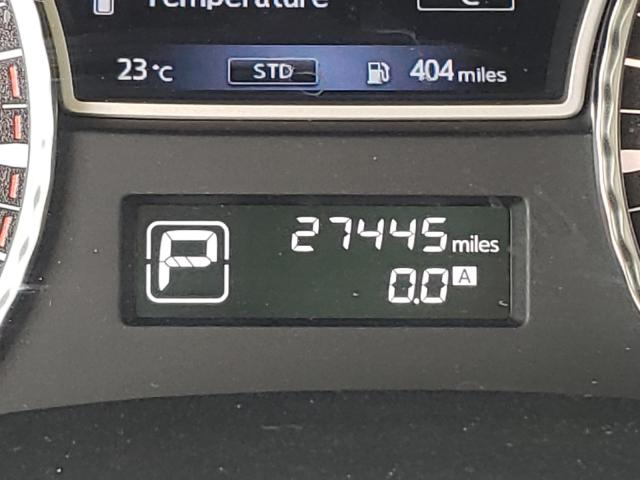 Temperature °C
23°C STD 404 miles
P 27445 miles
0.0 A